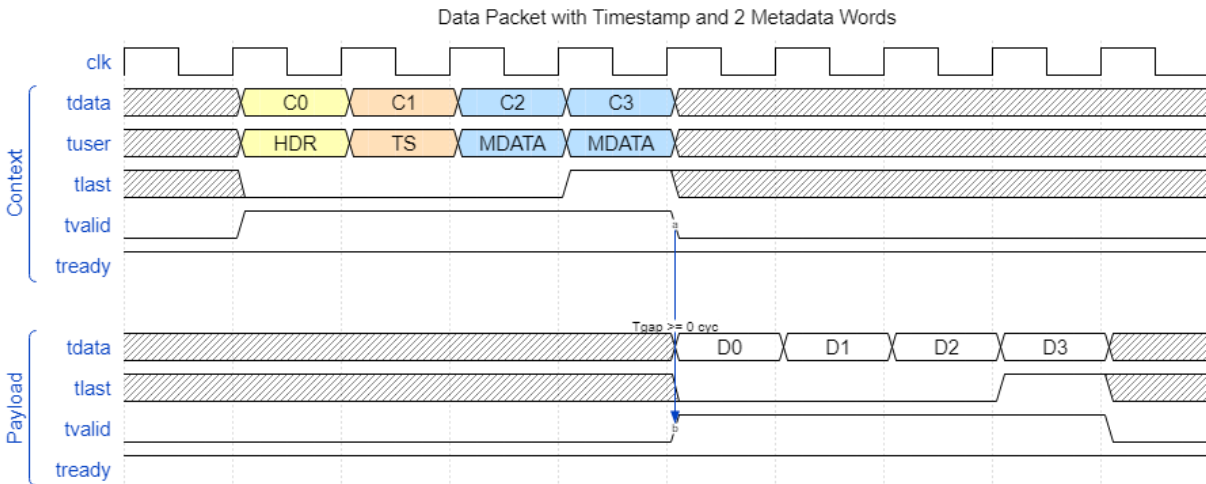 Data Packet with Timestamp and 2 Metadata Words
clk
Context
tdata C0 C1 C2 C3
tuser HDR TS MDATA MDATA
tlast
tvalid a
tready
Tgap >= 0 cyc
Payload
tdata D0 D1 D2 D3
tlast
tvalid b
tready